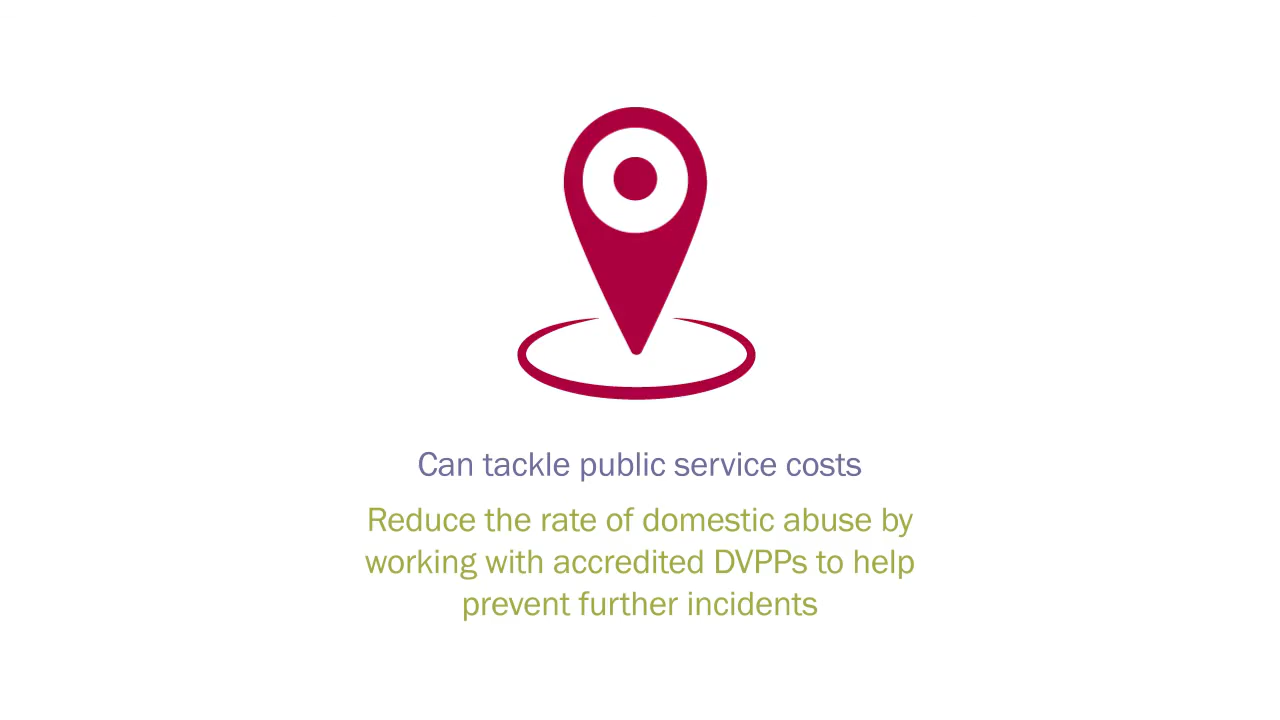 Can tackle public service costs
Reduce the rate of domestic abuse by
working with accredited DVPPs to help
prevent further incidents